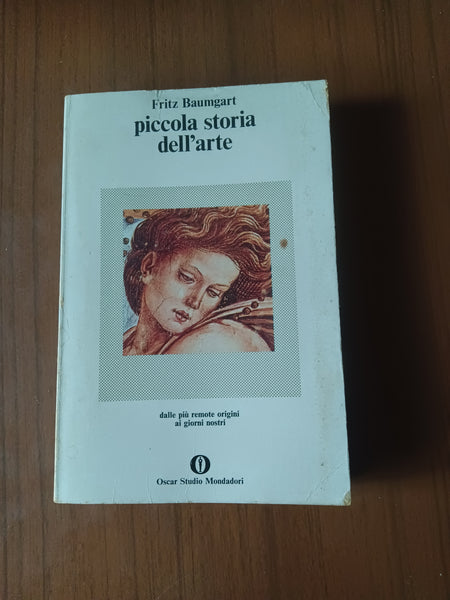 Fritz Baumgart
piccola storia
dell'arte
dalle più remote origini
ai giorni nostri
Oscar Studio Mondadori